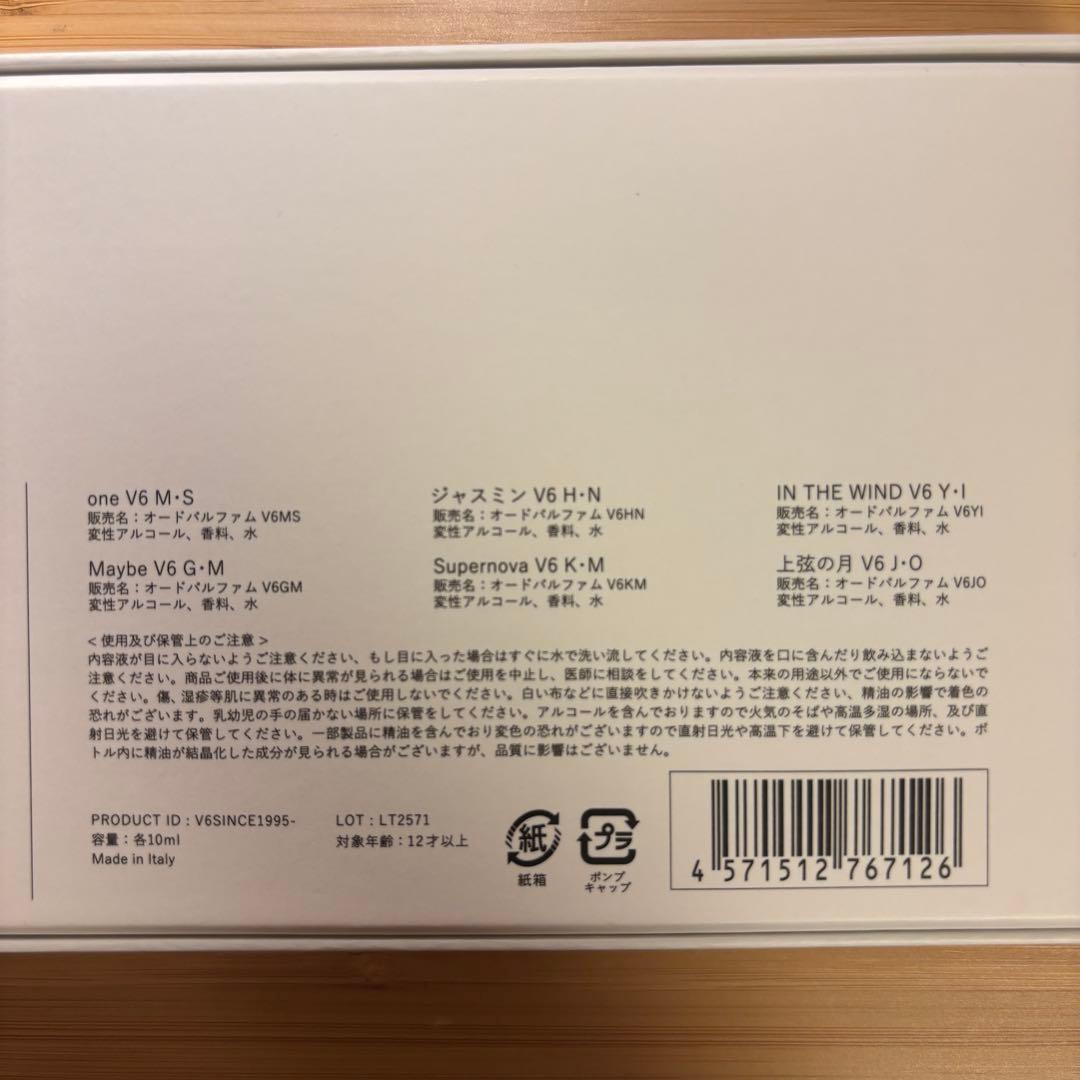 one V6 M・S
販売名：オードパルファム V6MS
変性アルコール、香料、水
ジャスミン V6 H・N
販売名：オードパルファム V6HN
変性アルコール、香料、水
IN THE WIND V6 Y・I
販売名：オードパルファム V6YI
変性アルコール、香料、水
Maybe V6 G・M
販売名：オードパルファム V6GM
変性アルコール、香料、水
Supernova V6 K・M
販売名：オードパルファム V6KM
変性アルコール、香料、水
上弦の月 V6 J・O
販売名：オードパルファム V6JO
変性アルコール、香料、水
＜使用及び保管上のご注意＞
内容液が目に入らないようご注意ください、もし目に入った場合はすぐに水で洗い流してください。内容液を口に含んだり飲み込まないようご
注意ください。商品ご使用後に体に異常が見られる場合はご使用を中止し、医師に相談をしてください。本来の用途以外でご使用にならないで
ください。傷、湿疹等肌に異常のある時はご使用しないでください。白い布などに直接吹きかけないようご注意ください、精油の影響で着色の
恐れがございます。乳幼児の手の届かない場所に保管をしてください。アルコールを含んでおりますので火気のそばや高温多湿の場所、及び直
射日光を避けて保管してください。一部製品に精油を含んでおり変色の恐れがございますので直射日光や高温下を避けて保管してください。ボ
トル内に精油が結晶化した成分が見られる場合がございますが、品質に影響はございません。
PRODUCT ID : V6SINCE1995-
容量：各10ml
Made in Italy
LOT : LT2571
対象年齢：12才以上
紙
紙箱
プラ
ポンプ
キャップ
4 571512 767126